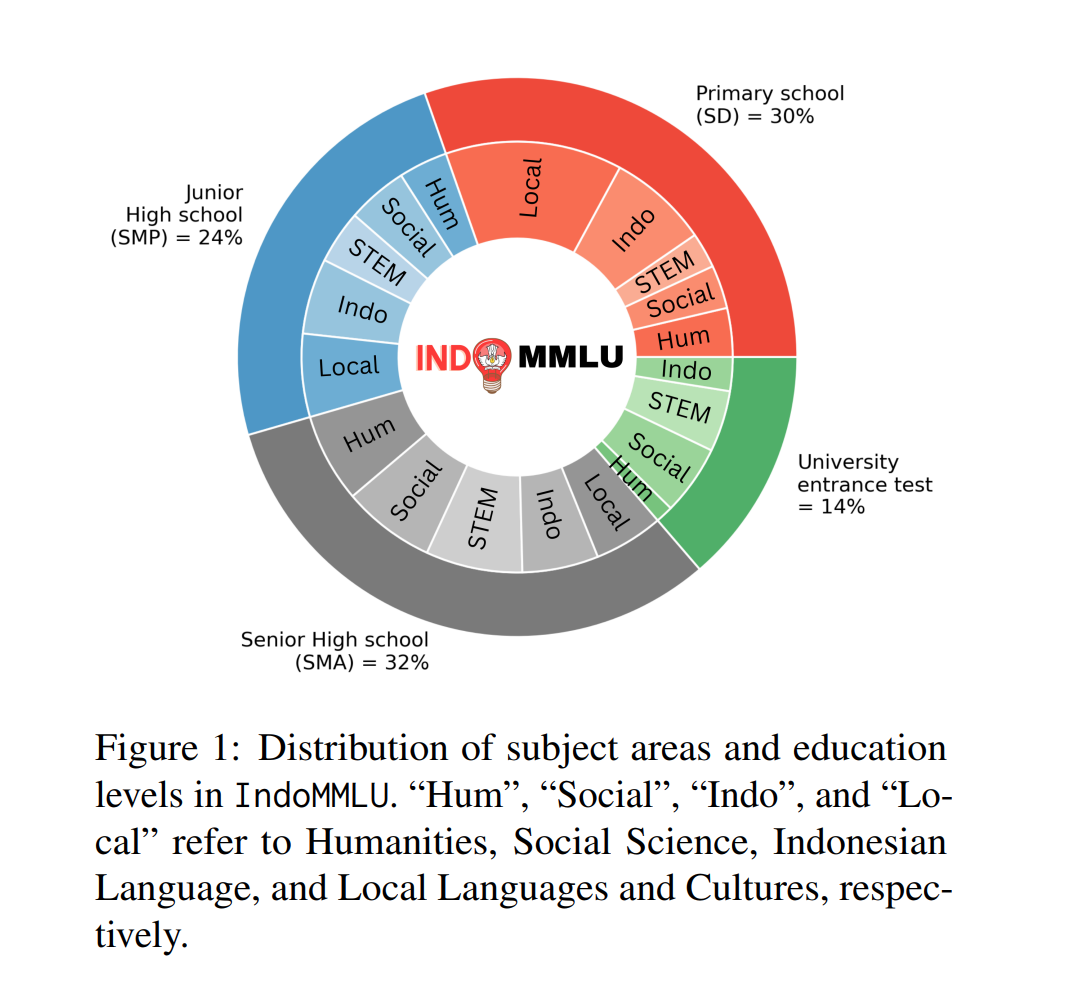 Primary school
(SD) = 30%
Junior
High school
(SMP) = 24%
Local
Indo
STEM
Social
Hum
Hum
Social
STEM
Indo
Local
INDOMMLU
Indo
STEM
Social
Hum
Hum
Social
STEM
Indo
Local
University
entrance test
= 14%
Senior High school
(SMA) = 32%
Figure 1: Distribution of subject areas and education
levels in IndoMMLU. “Hum”, “Social”, “Indo”, and “Lo-
cal” refer to Humanities, Social Science, Indonesian
Language, and Local Languages and Cultures, respec-
tively.